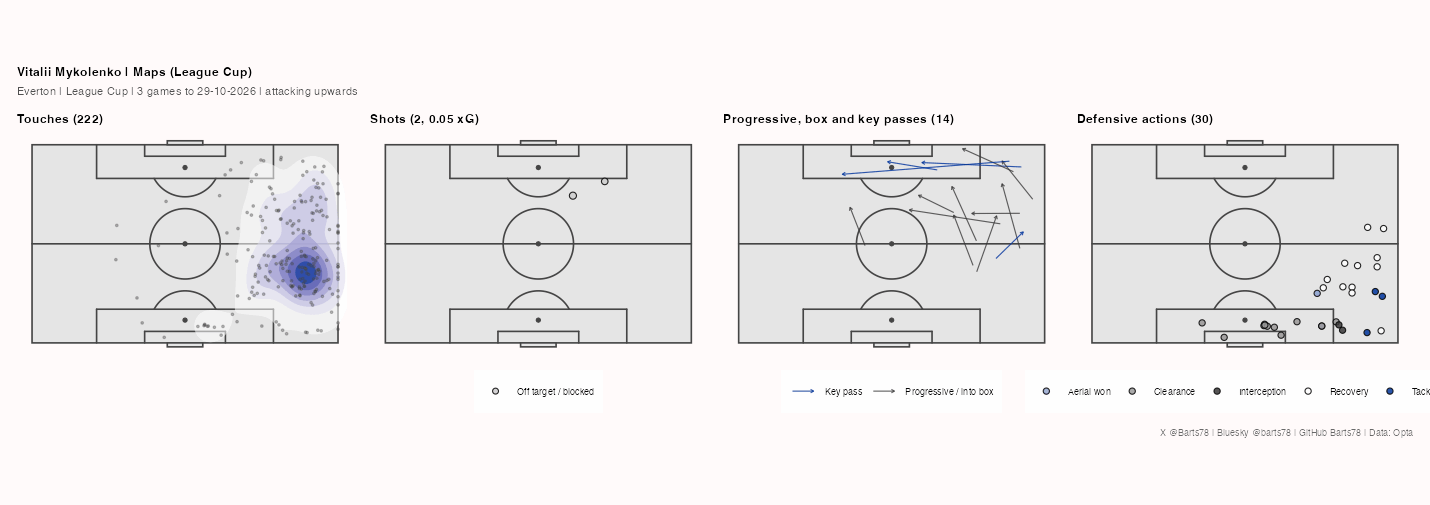 Vitalii Mykolenko | Maps (League Cup)
Everton | League Cup | 3 games to 29-10-2026 | attacking upwards
Touches (222)
Shots (2, 0.05 xG)
Progressive, box and key passes (14)
Defensive actions (30)
Off target / blocked
Key pass
Progressive / into box
Aerial won
Clearance
Interception
Recovery
Tack
X @Barts78 | Bluesky @barts78 | GitHub Barts78 | Data: Opta